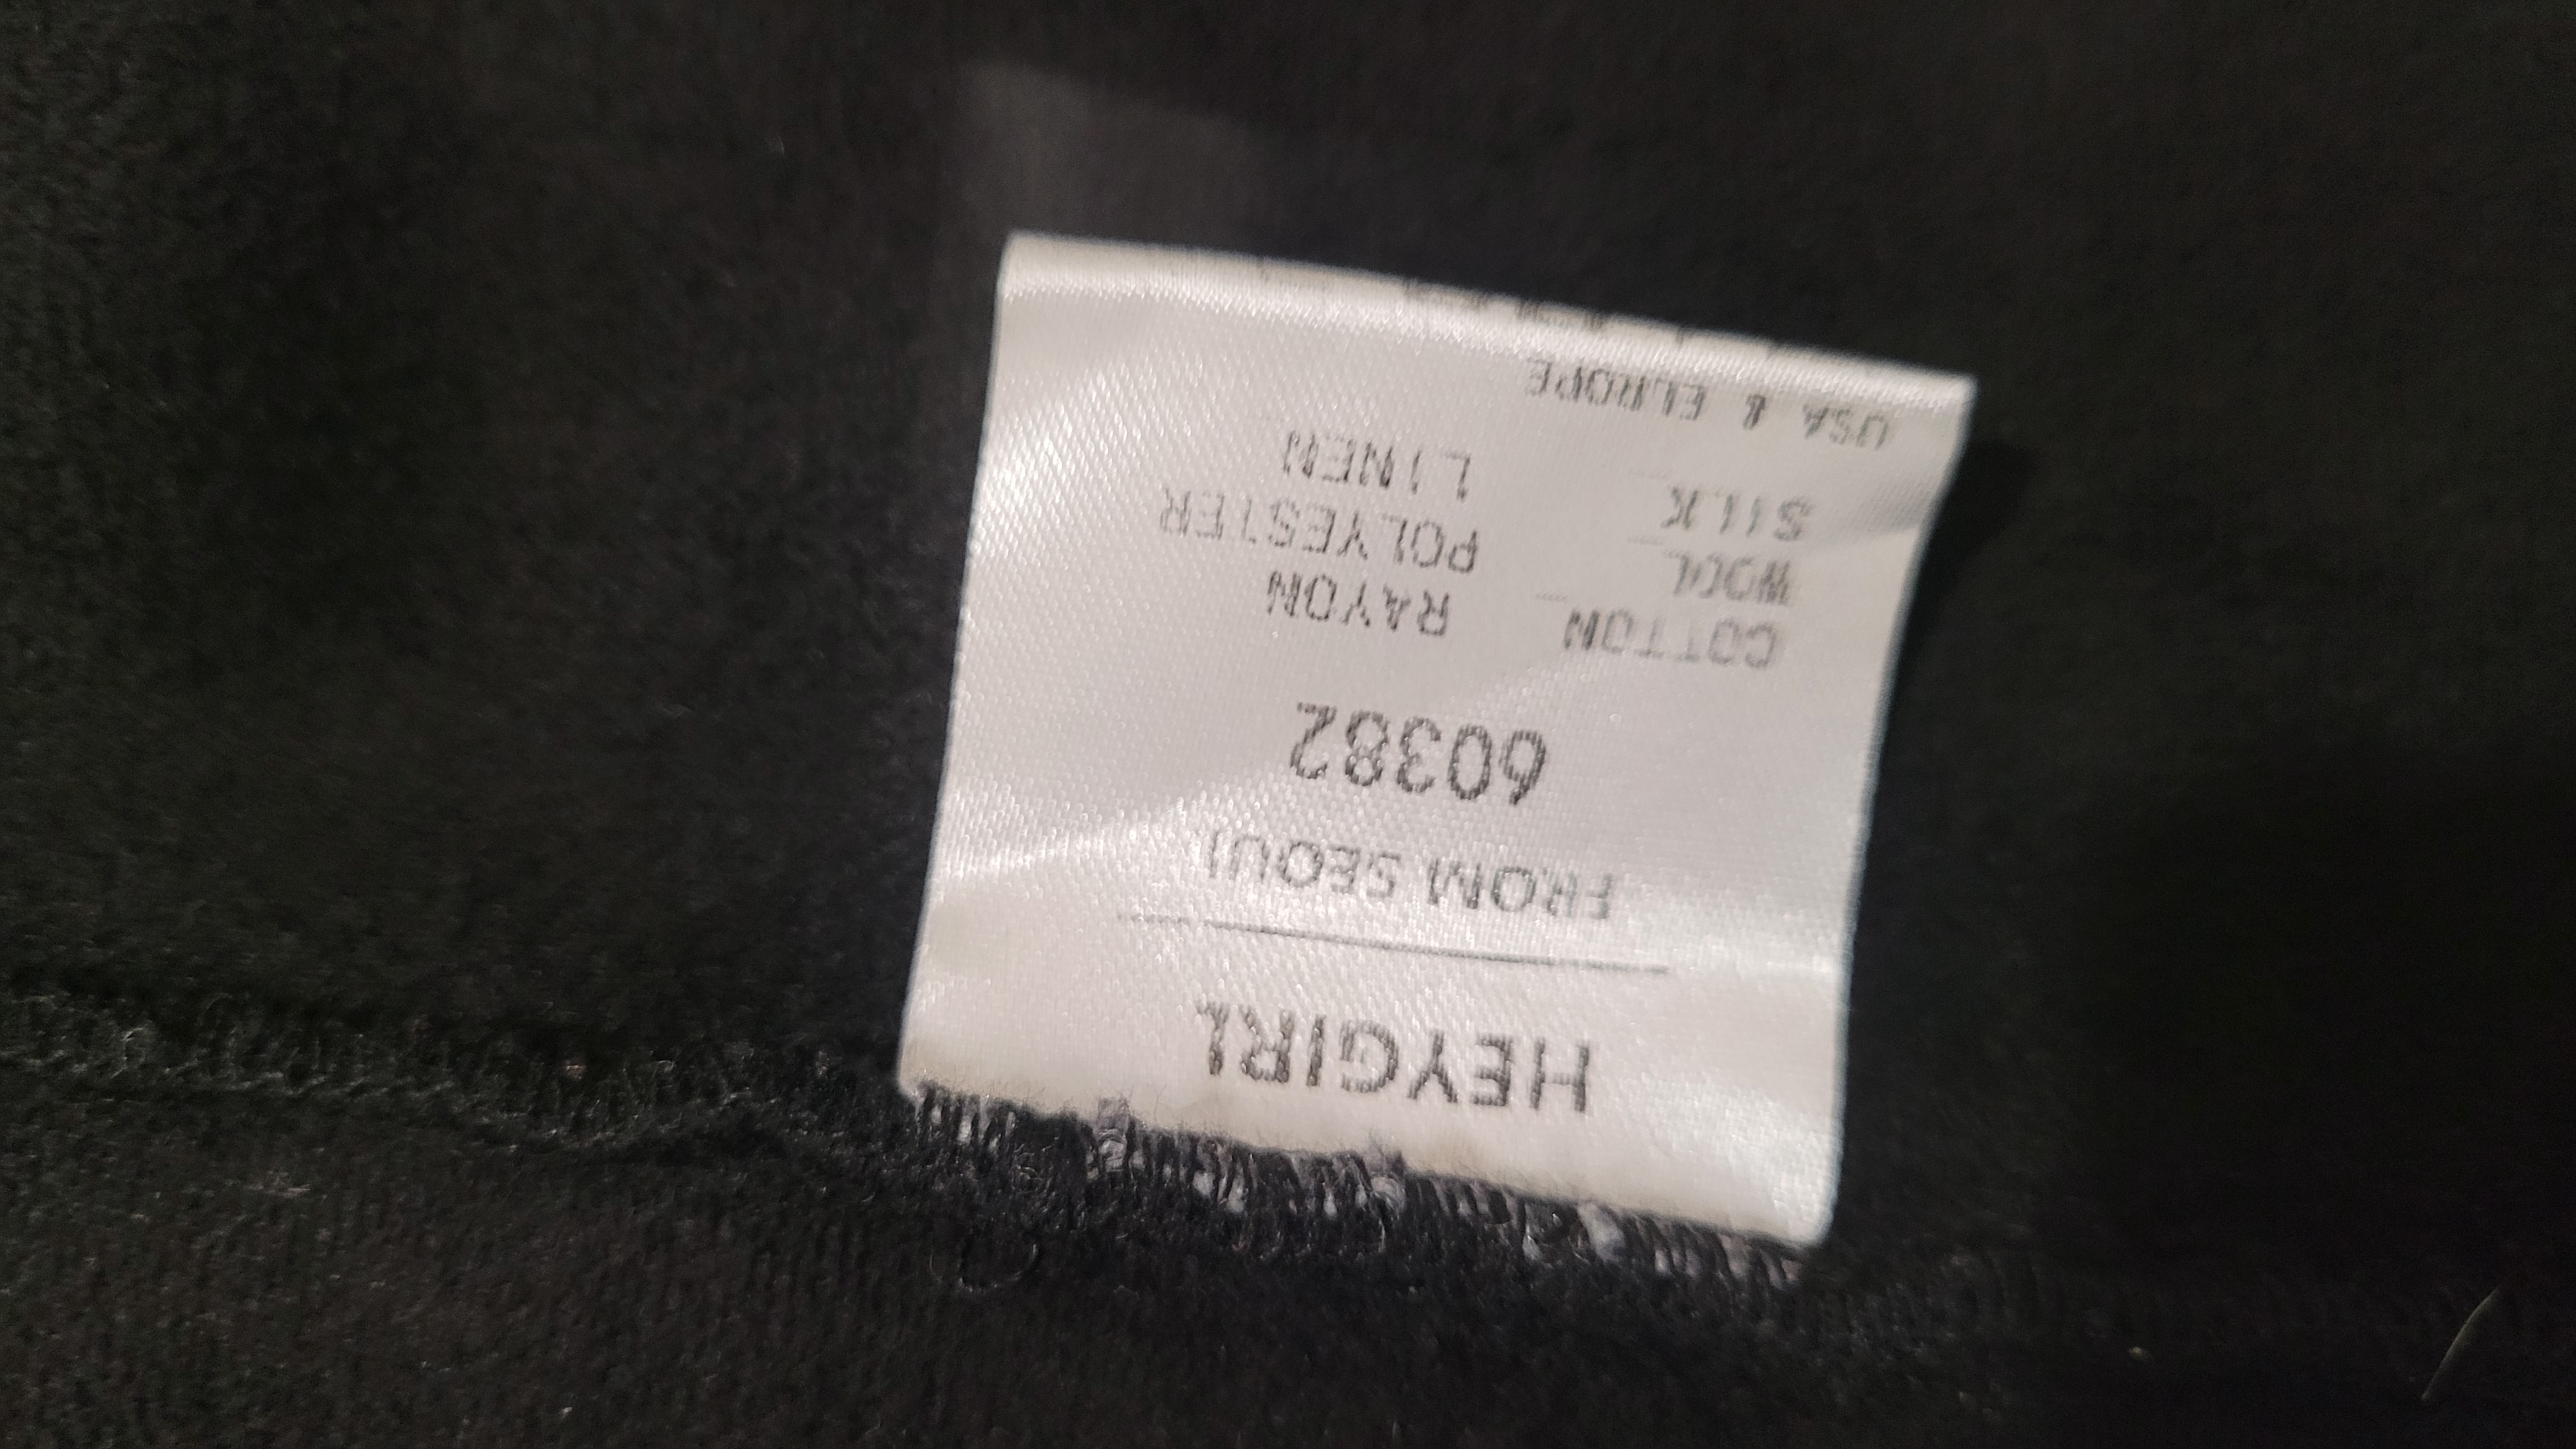 HEYGIRL
FROM SEOUL
60382
COTTON RAYON
WOOL POLYESTER
SILK LINEN
USA & EUROPE